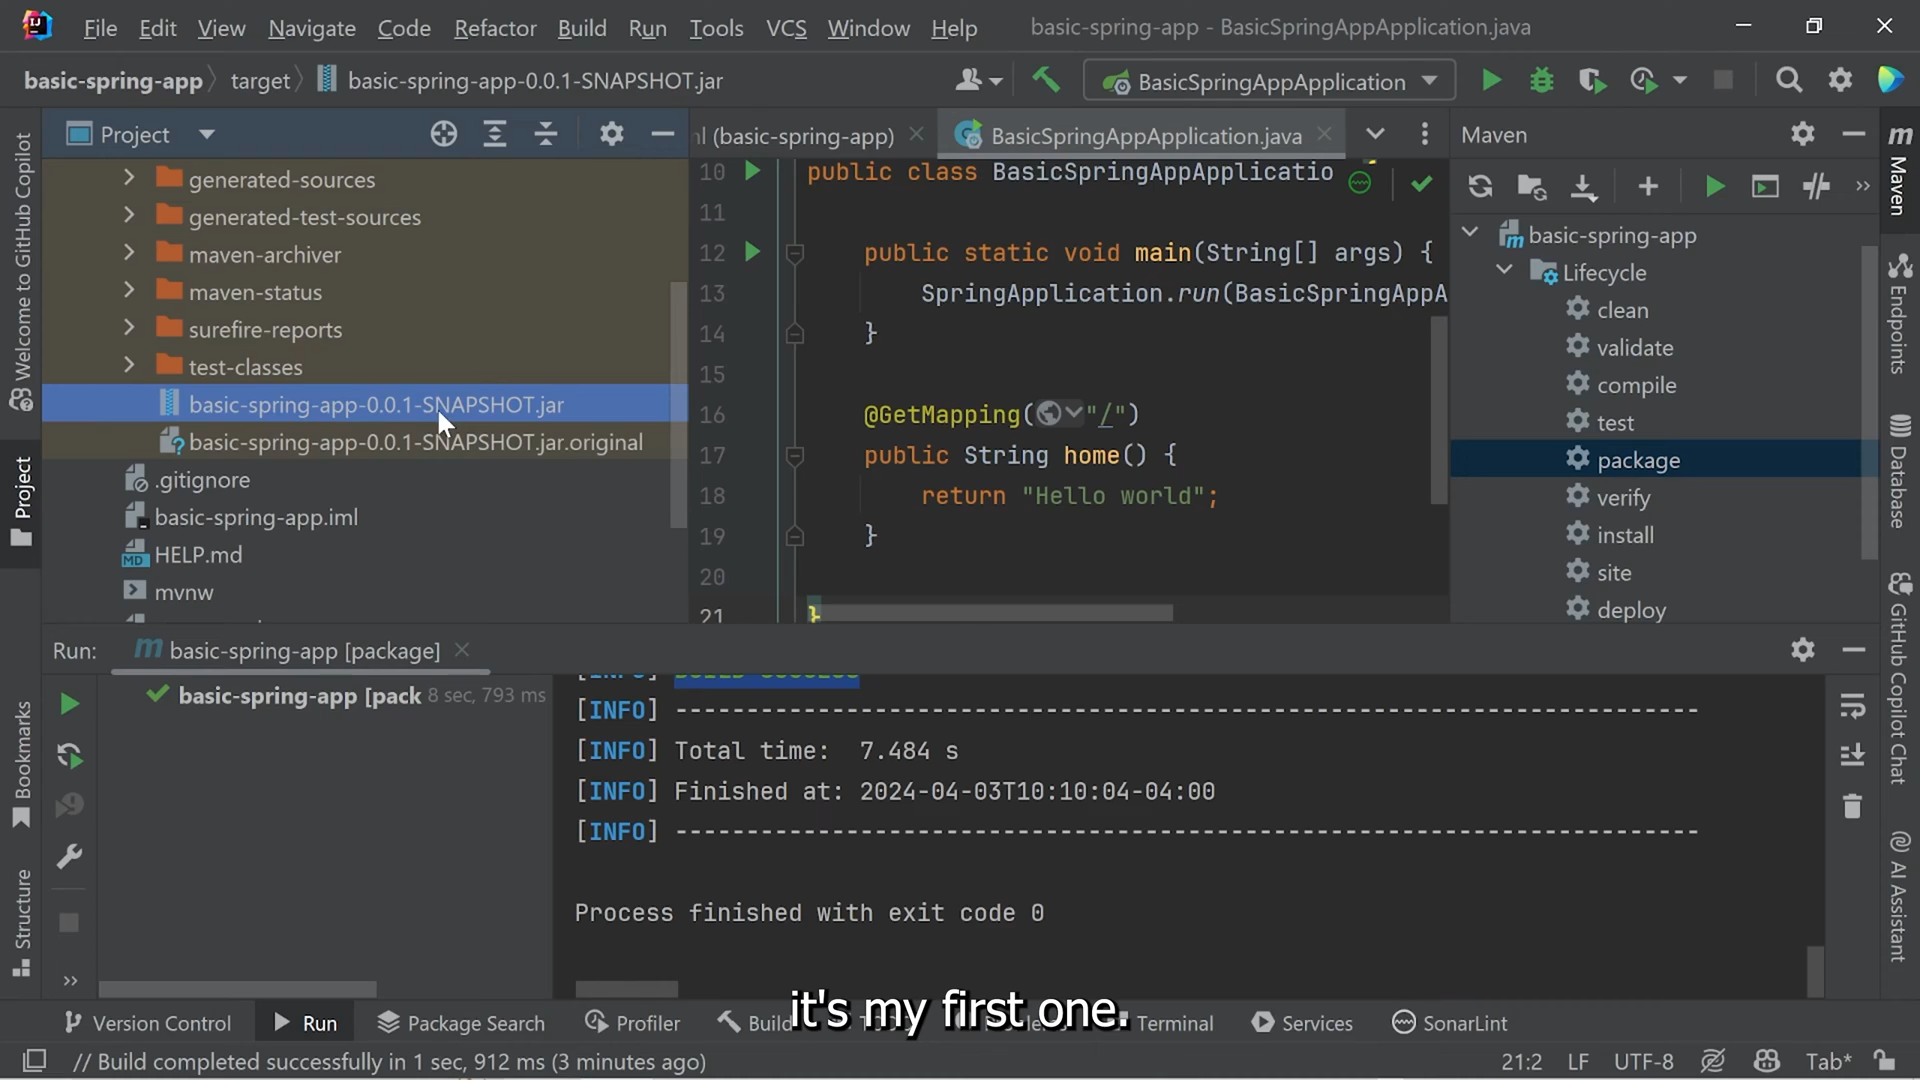 File Edit View Navigate Code Refactor Build Run Tools VCS Window Help basic-spring-app - BasicSpringAppApplication.java
basic-spring-app target basic-spring-app-0.0.1-SNAPSHOT.jar BasicSpringAppApplication
Project
(basic-spring-app) BasicSpringAppApplication.java
Maven
Welcome to GitHub Copilot
Project
Bookmarks
Structure
generated-sources
generated-test-sources
maven-archiver
maven-status
surefire-reports
test-classes
basic-spring-app-0.0.1-SNAPSHOT.jar
basic-spring-app-0.0.1-SNAPSHOT.jar.original
.gitignore
basic-spring-app.iml
MD HELP.md
mvnw
10 public class BasicSpringAppApplicatio
11
12 public static void main(String[] args) {
13 SpringApplication.run(BasicSpringAppA
14 }
15
16 @GetMapping("/")
17 public String home() {
18 return "Hello world";
19 }
20
21 }
basic-spring-app
Lifecycle
clean
validate
compile
test
package
verify
install
site
deploy
Maven
Endpoints
Database
GitHub Copilot Chat
AI Assistant
Run: basic-spring-app [package]
basic-spring-app [pack 8 sec, 793 ms
[INFO] BUILD SUCCESS
[INFO] ------------------------------------------------------------------------
[INFO] Total time:  7.484 s
[INFO] Finished at: 2024-04-03T10:10:04-04:00
[INFO] ------------------------------------------------------------------------
Process finished with exit code 0
it's my first one.
Version Control Run Package Search Profiler Build Terminal Services SonarLint
// Build completed successfully in 1 sec, 912 ms (3 minutes ago) 21:2 LF UTF-8 Tab*